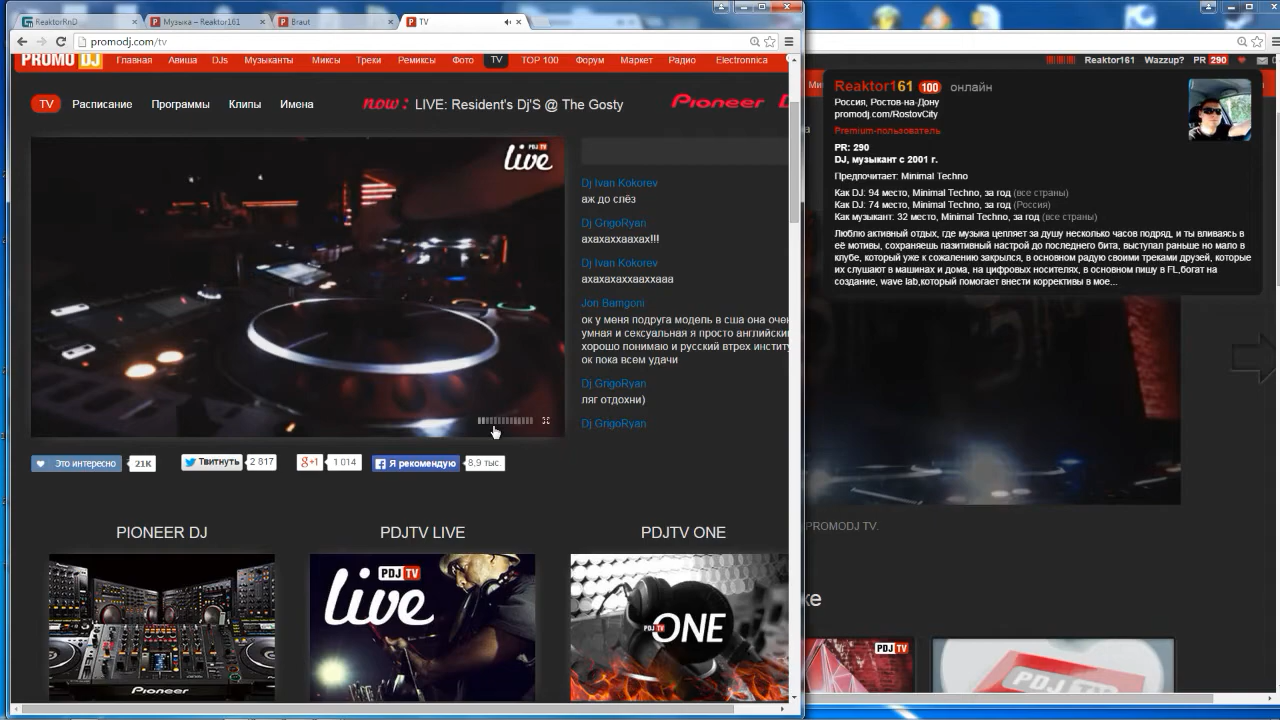 ReaktorRnD
Музыка – Reaktor161
Braut
TV
promodj.com/tv
PROMO DJ
Главная
Афиша
DJs
Музыканты
Миксы
Треки
Ремиксы
Фото
TV
TOP 100
Форум
Маркет
Радио
Electronnica
TV
Расписание
Программы
Клипы
Имена
now: LIVE: Resident's Dj'S @ The Gosty
Pioneer
PDJ TV
live
Dj Ivan Kokorev
аж до слёз
Dj GrigoRyan
ахахаххаахах!!!
Dj Ivan Kokorev
ахахахаххааххааа
Jori Bamgoni
ок у меня подруга модель в сша она
умная и сексуальная я просто
хорошо понимаю и русский втрех
ок пока всем удачи
Dj GrigoRyan
ляг отдохни)
Dj GrigoRyan
Это интересно
21K
Твитнуть
2 817
g+1
1 014
Я рекомендую
8,9 тыс.
PIONEER DJ
PDJTV LIVE
PDJTV ONE
Pioneer
PDJ TV
live
PDJ TV
ONE
Reaktor161
Wazzup?
PR 290
Reaktor161 100 онлайн
Россия, Ростов-на-Дону
promodj.com/RostovCity
Premium-пользователь
PR: 290
DJ, музыкант с 2001 г.
Предпочитает: Minimal Techno
Как DJ: 94 место, Minimal Techno, за год (все страны)
Как DJ: 74 место, Minimal Techno, за год (Россия)
Как музыкант: 32 место, Minimal Techno, за год (все страны)
Люблю активный отдых, где музыка цепляет за душу несколько часов подряд, и ты вливаясь в
её мотивы, сохраняешь пазитивный настрой до последнего бита, выступал раньше но мало в
клубе, который уже к сожалению закрылся, в основном радую своими треками друзей, которые
их слушают в машинах и дома, на цифровых носителях, в основном пишу в FL,богат на
создание, wave lab,который помогает внести коррективы в мое...
PROMODJ TV.
PDJ TV